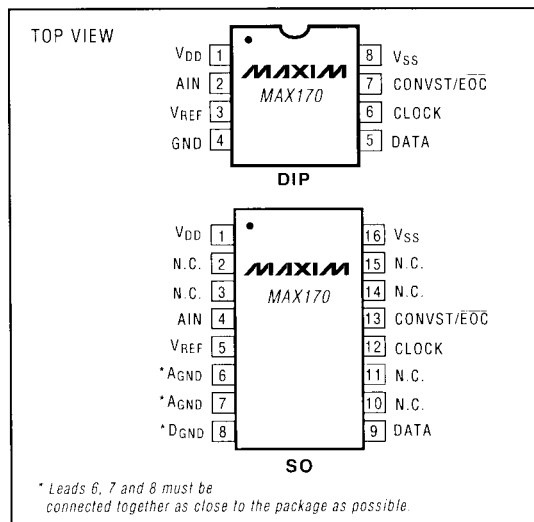 TOP VIEW
VDD 1 8 VSS
AIN 2 MAXIM 7 CONVST/E̅O̅C̅
VREF 3 MAX170 6 CLOCK
GND 4 5 DATA
DIP
VDD 1 16 VSS
N.C. 2 MAXIM 15 N.C.
N.C. 3 MAX170 14 N.C.
AIN 4 13 CONVST/E̅O̅C̅
VREF 5 12 CLOCK
*AGND 6 11 N.C.
*AGND 7 10 N.C.
*DGND 8 9 DATA
SO
* Leads 6, 7 and 8 must be
connected together as close to the package as possible.